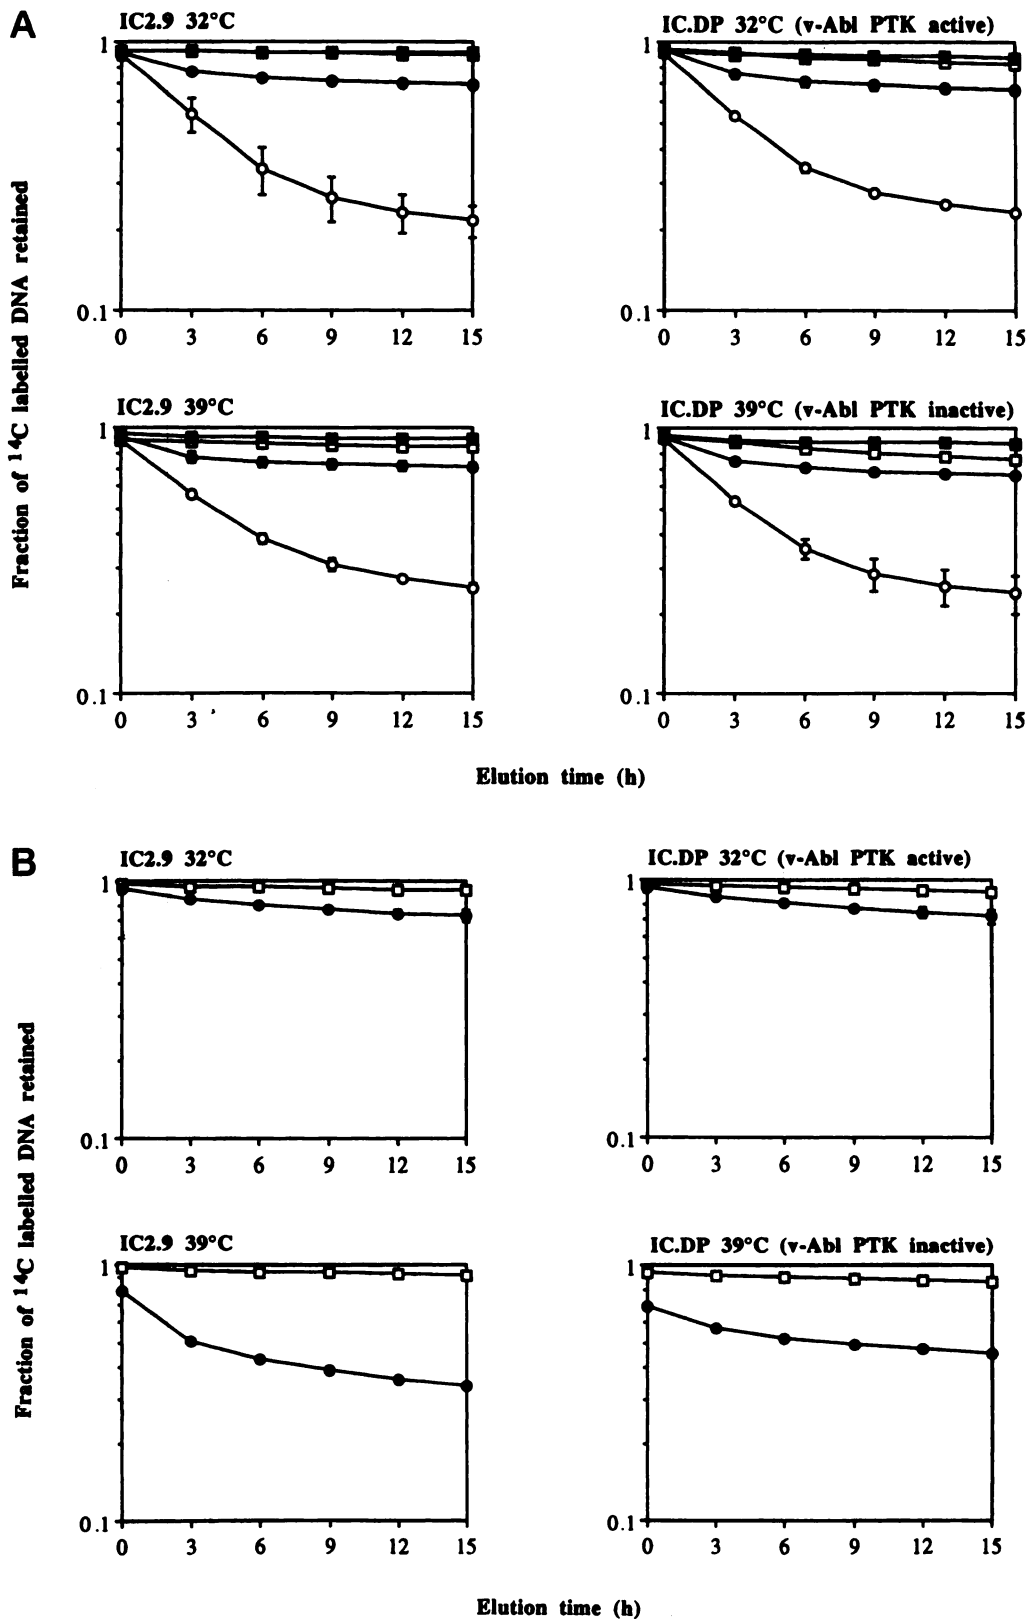 A
IC2.9 32°C
IC.DP 32°C (v-Abl PTK active)
1
0.1
0 3 6 9 12 15
1
0.1
0 3 6 9 12 15
IC2.9 39°C
IC.DP 39°C (v-Abl PTK inactive)
1
0.1
0 3 6 9 12 15
1
0.1
0 3 6 9 12 15
Fraction of ¹⁴C labelled DNA retained
Elution time (h)
B
IC2.9 32°C
IC.DP 32°C (v-Abl PTK active)
1
0.1
0 3 6 9 12 15
1
0.1
0 3 6 9 12 15
IC2.9 39°C
IC.DP 39°C (v-Abl PTK inactive)
1
0.1
0 3 6 9 12 15
1
0.1
0 3 6 9 12 15
Fraction of ¹⁴C labelled DNA retained
Elution time (h)